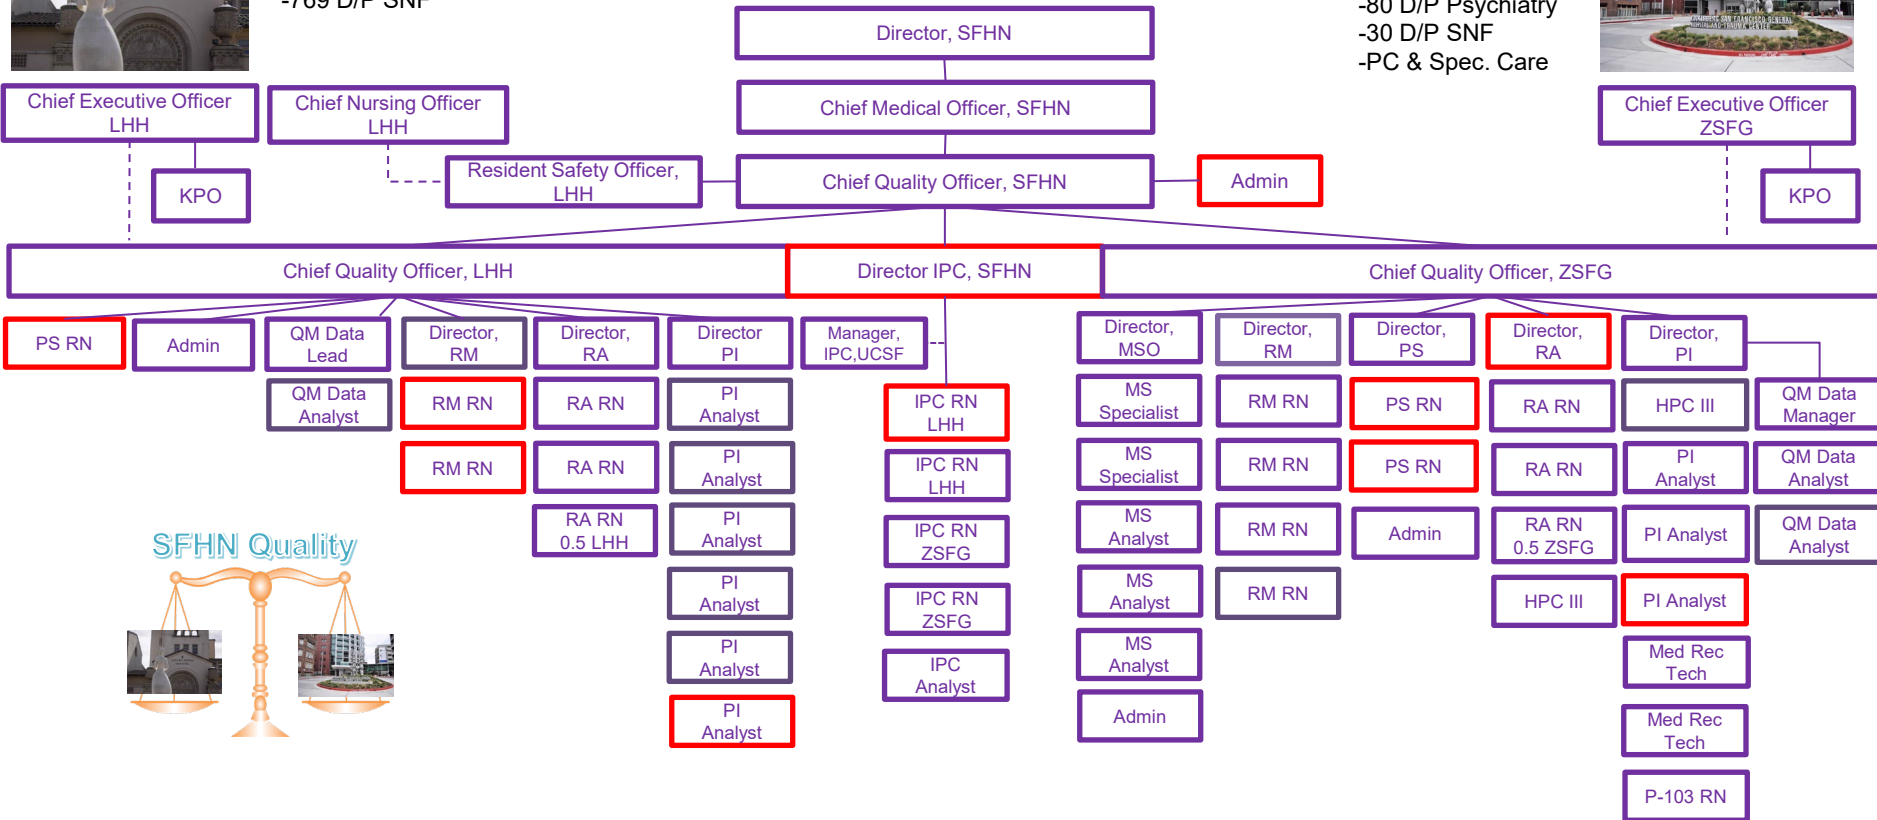 -769 D/P SNF
-80 D/P Psychiatry
-30 D/P SNF
-PC & Spec. Care
Director, SFHN
Chief Executive Officer
LHH
Chief Nursing Officer
LHH
Chief Medical Officer, SFHN
Chief Executive Officer
ZSFG
KPO
Resident Safety Officer,
LHH
Chief Quality Officer, SFHN
Admin
KPO
Chief Quality Officer, LHH
Director IPC, SFHN
Chief Quality Officer, ZSFG
PS RN
Admin
QM Data
Lead
QM Data
Analyst
Director,
RM
RM RN
RM RN
Director,
RA
RA RN
RA RN
RA RN
0.5 LHH
Director
PI
PI
Analyst
PI
Analyst
PI
Analyst
PI
Analyst
PI
Analyst
PI
Analyst
Manager,
IPC,UCSF
IPC RN
LHH
IPC RN
LHH
IPC RN
ZSFG
IPC RN
ZSFG
IPC
Analyst
Director,
MSO
MS
Specialist
MS
Specialist
MS
Analyst
MS
Analyst
MS
Analyst
Admin
Director,
RM
RM RN
RM RN
RM RN
RM RN
Director,
PS
PS RN
PS RN
Admin
Director,
RA
RA RN
RA RN
RA RN
0.5 ZSFG
HPC III
Director,
PI
HPC III
PI
Analyst
PI Analyst
PI Analyst
Med Rec
Tech
Med Rec
Tech
P-103 RN
QM Data
Manager
QM Data
Analyst
QM Data
Analyst
SFHN Quality